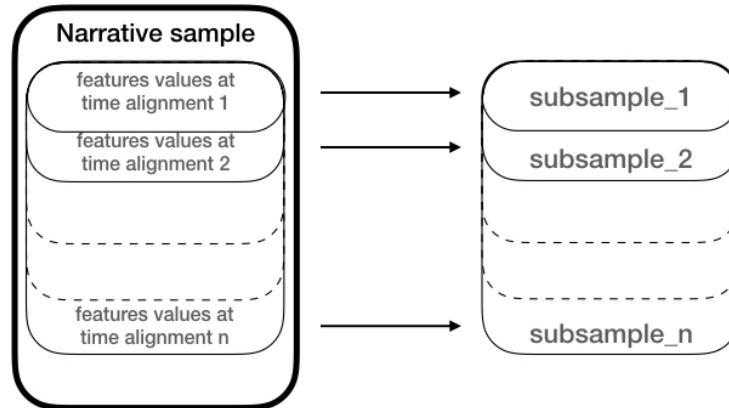 Narrative sample
features values at
time alignment 1
subsample_1
features values at
time alignment 2
subsample_2
features values at
time alignment n
subsample_n